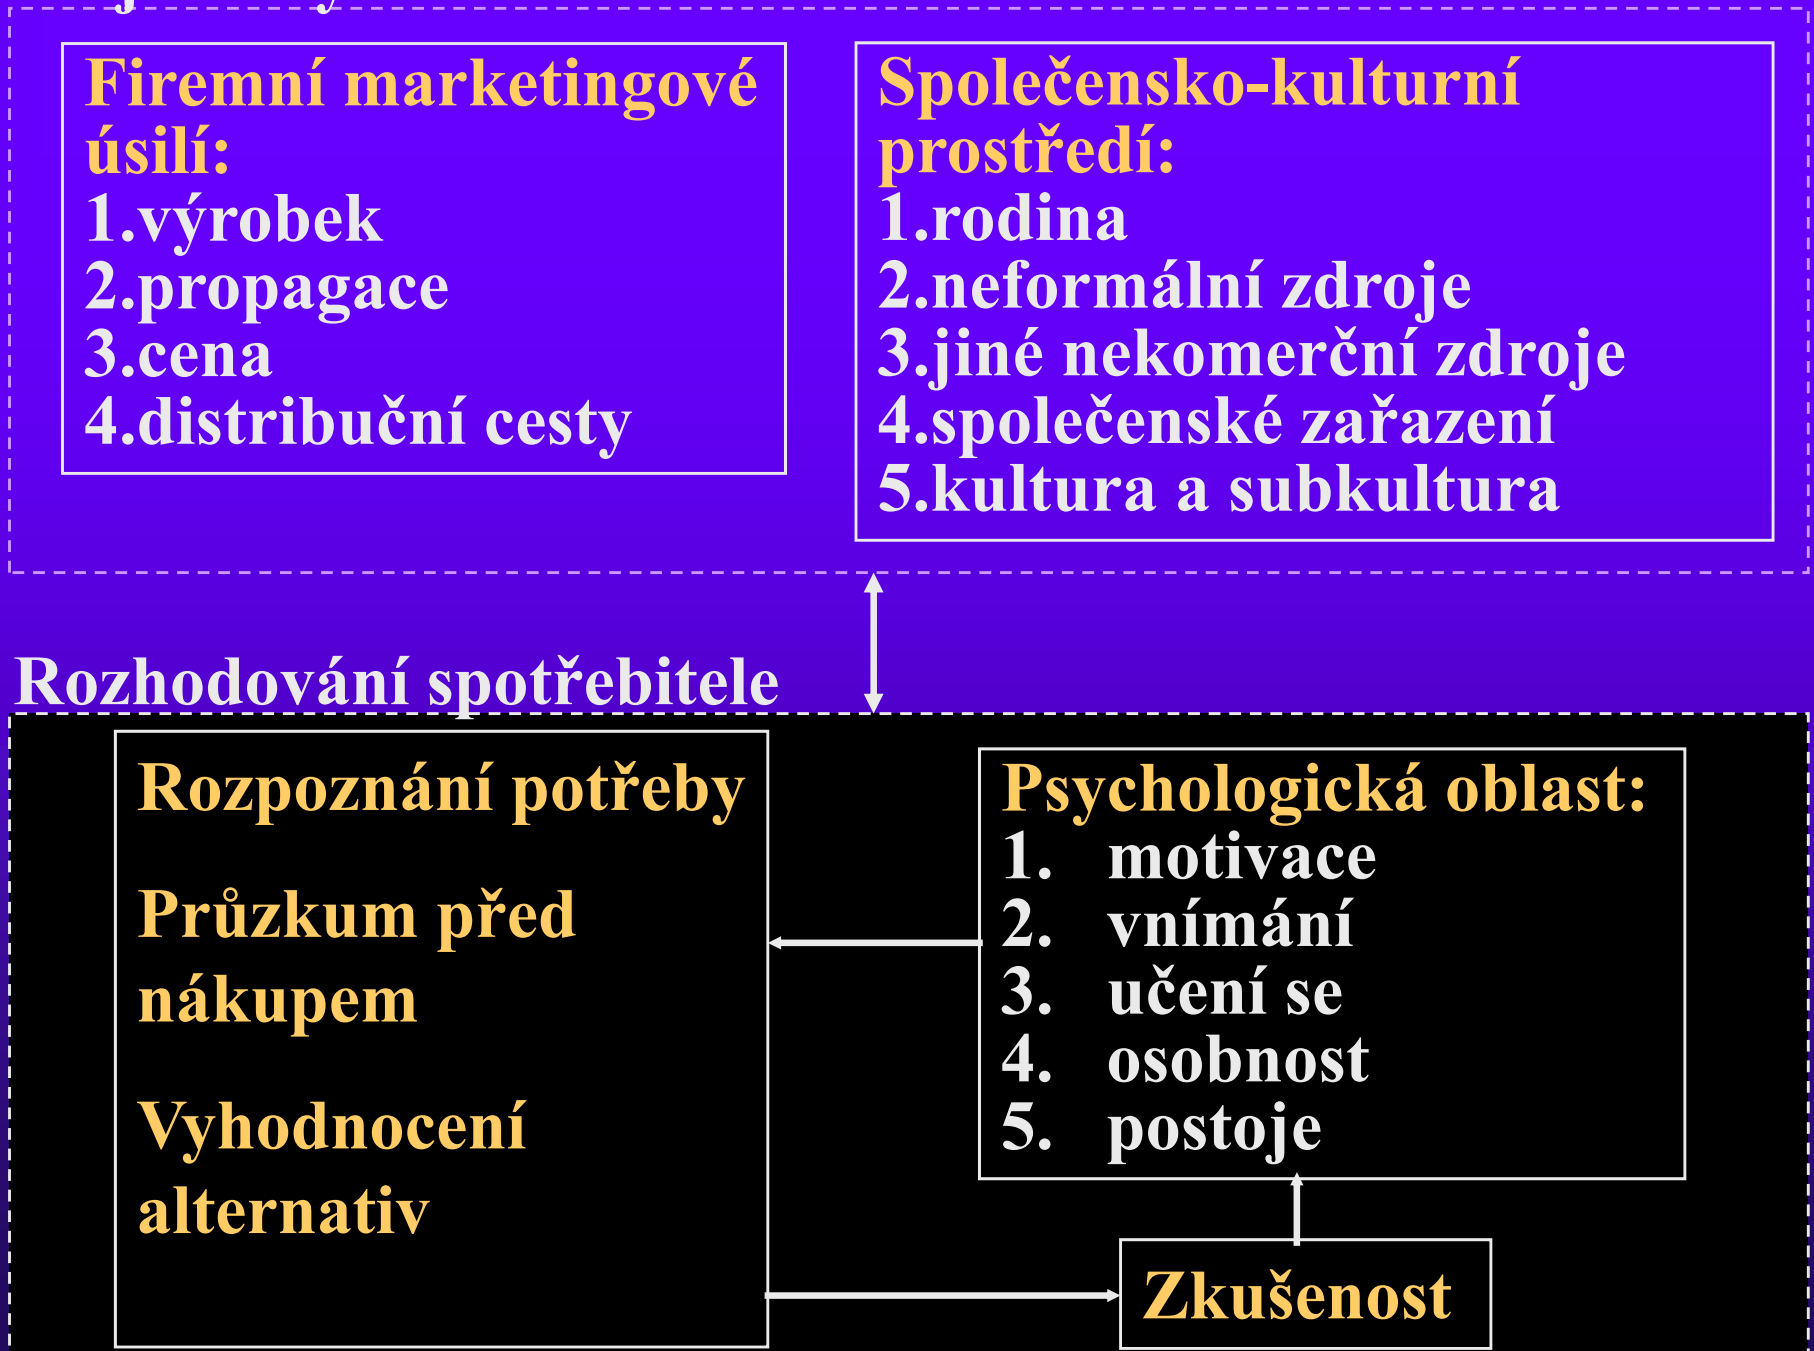 Firemní marketingové
úsilí:
1.výrobek
2.propagace
3.cena
4.distribuční cesty
Společensko-kulturní
prostředí:
1.rodina
2.neformální zdroje
3.jiné nekomerční zdroje
4.společenské zařazení
5.kultura a subkultura
Rozhodování spotřebitele
Rozpoznání potřeby
Průzkum před
nákupem
Vyhodnocení
alternativ
Psychologická oblast:
1. motivace
2. vnímání
3. učení se
4. osobnost
5. postoje
Zkušenost